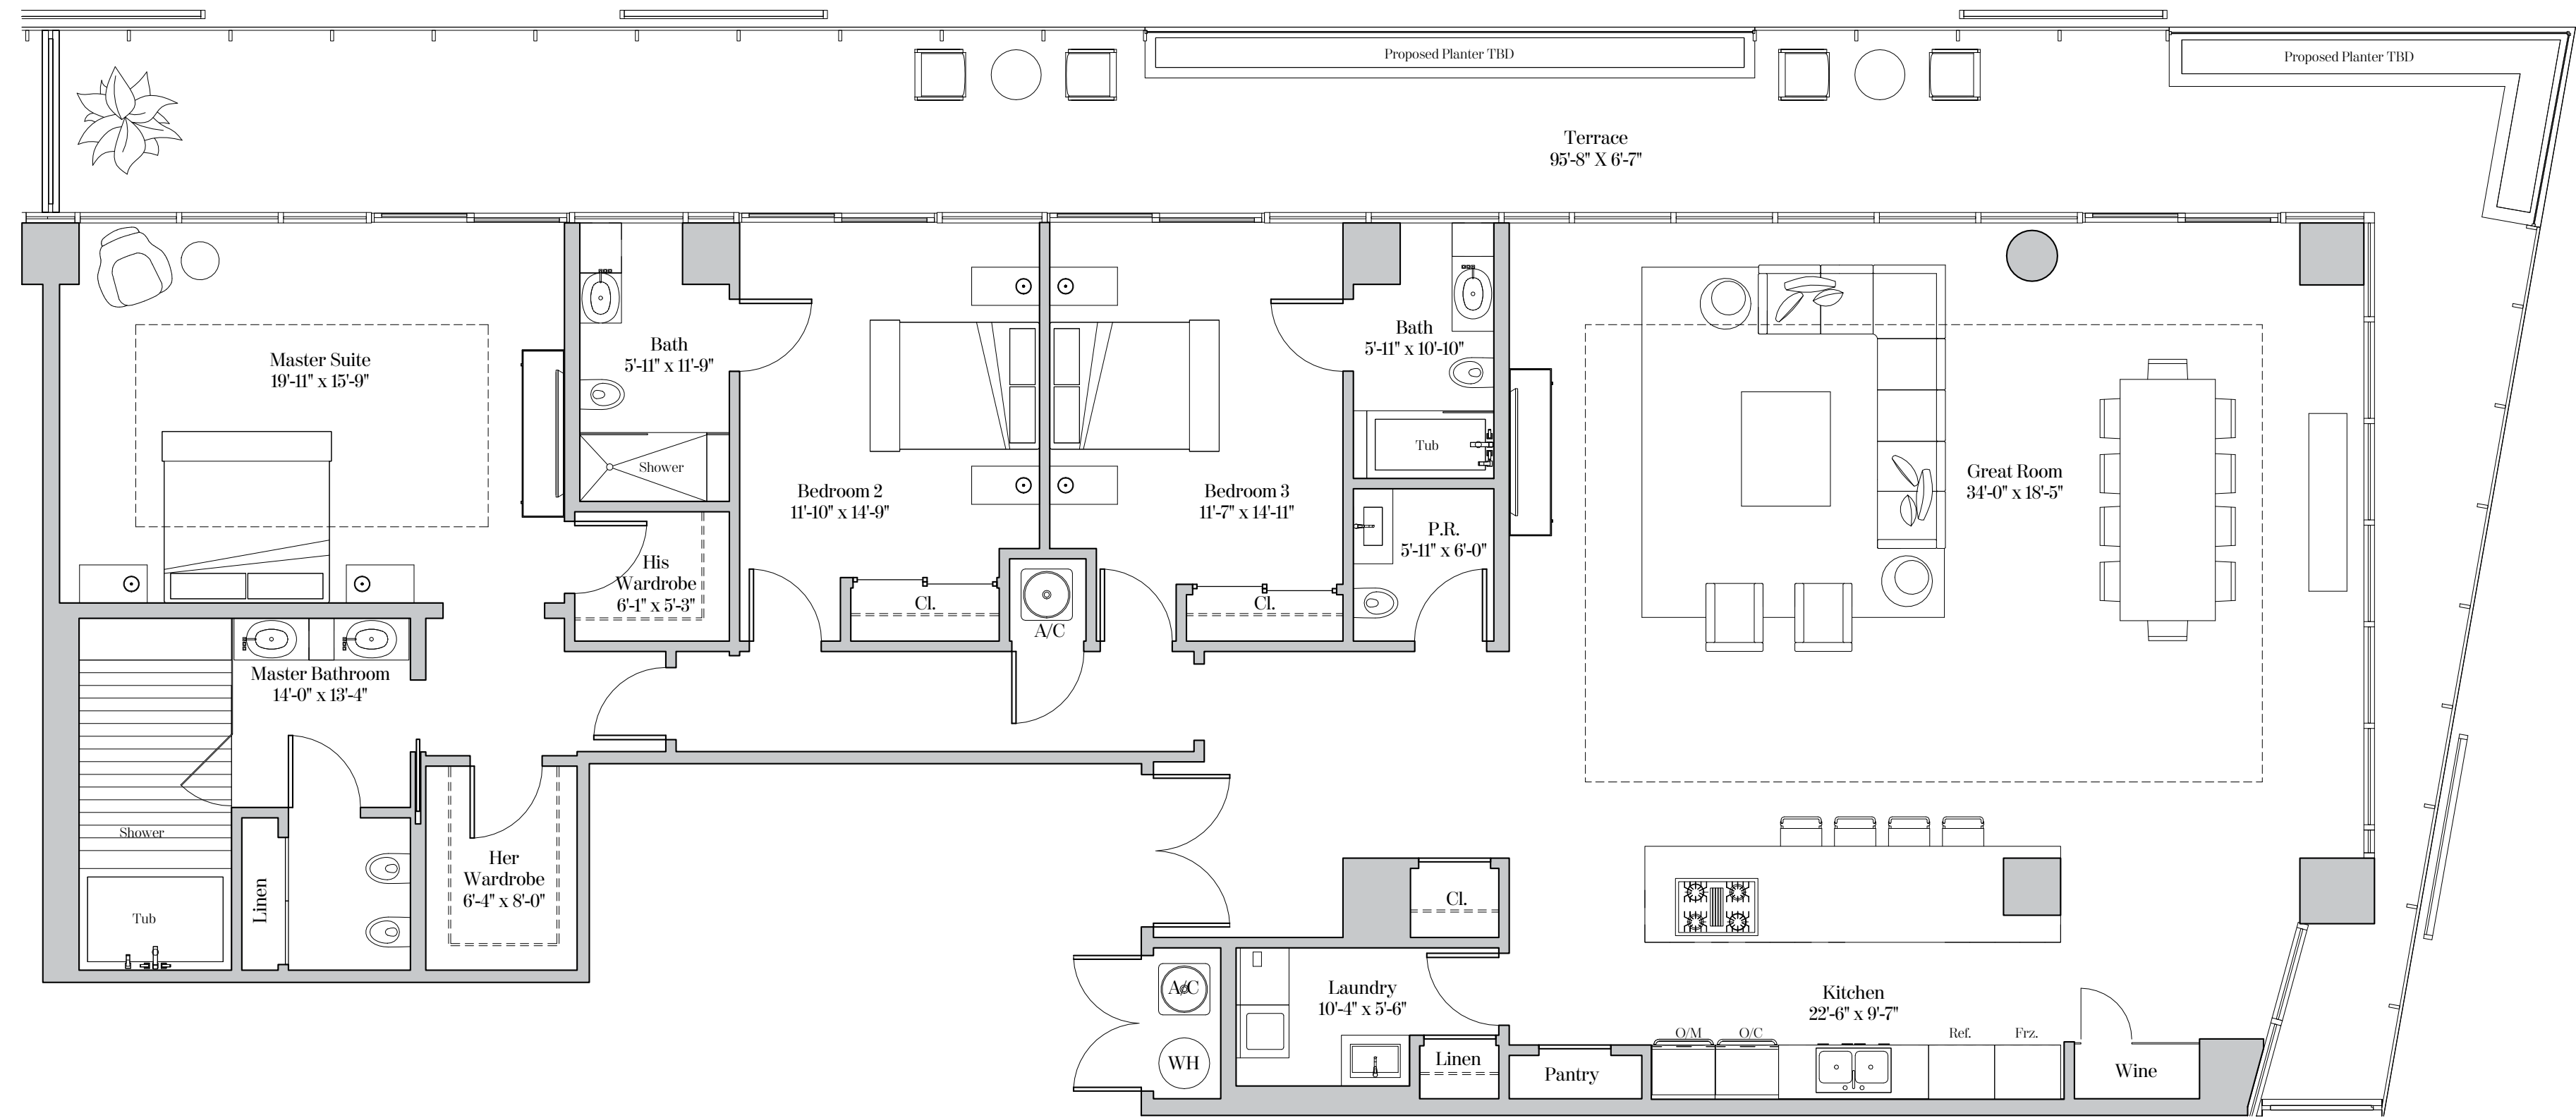 Proposed Planter TBD
Proposed Planter TBD
Terrace
95'-8" X 6'-7"
Master Suite
19'-11" x 15'-9"
Bath
5'-11" x 11'-9"
Shower
Bedroom 2
11'-10" x 14'-9"
Bedroom 3
11'-7" x 14'-11"
Bath
5'-11" x 10'-10"
Tub
P.R.
5'-11" x 6'-0"
Great Room
34'-0" x 18'-5"
His
Wardrobe
6'-1" x 5'-3"
Cl.
A/C
Cl.
Master Bathroom
14'-0" x 13'-4"
Shower
Tub
Linen
Her
Wardrobe
6'-4" x 8'-0"
Cl.
A/C
WH
Laundry
10'-4" x 5'-6"
Linen
Pantry
Kitchen
22'-6" x 9'-7"
O/M
O/C
Ref.
Frz.
Wine